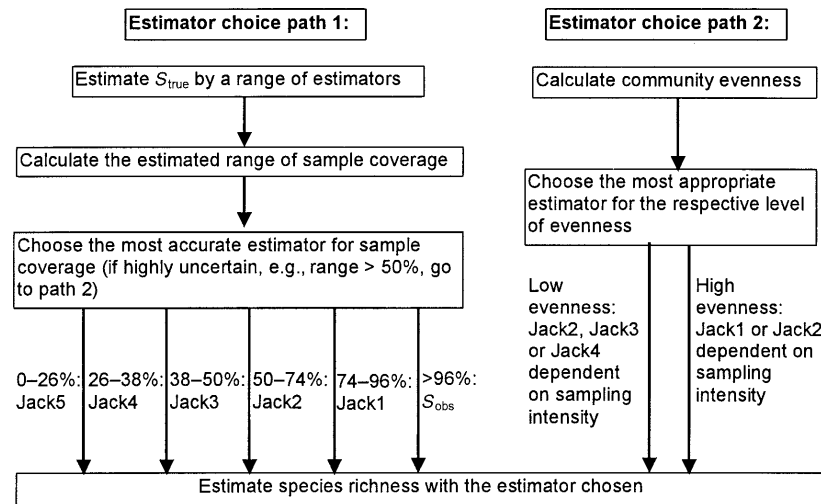 Estimator choice path 1:
Estimate S_true by a range of estimators
Calculate the estimated range of sample coverage
Choose the most accurate estimator for sample
coverage (if highly uncertain, e.g., range > 50%, go
to path 2)
0–26%:
Jack5
26–38%:
Jack4
38–50%:
Jack3
50–74%:
Jack2
74–96%:
Jack1
>96%:
S_obs
Estimator choice path 2:
Calculate community evenness
Choose the most appropriate
estimator for the respective level
of evenness
Low
evenness:
Jack2, Jack3
or Jack4
dependent
on sampling
intensity
High
evenness:
Jack1 or Jack2
dependent on
sampling
intensity
Estimate species richness with the estimator chosen